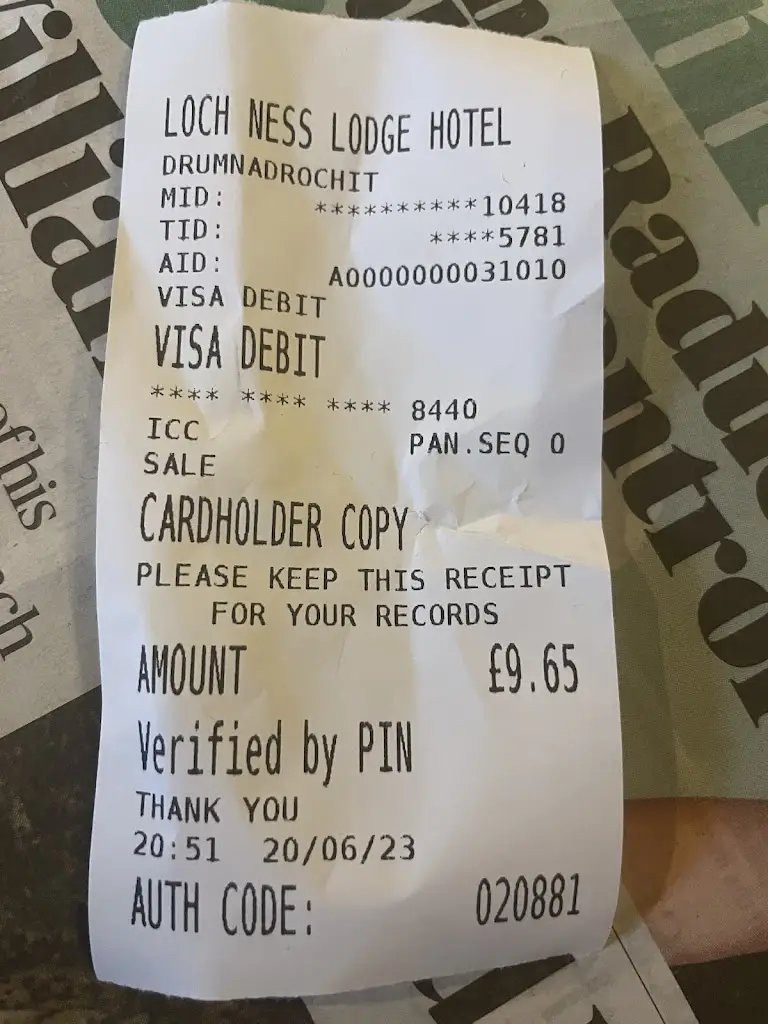 LOCH NESS LODGE HOTEL
DRUMNADROCHIT
MID: **********10418
TID: ****5781
AID: A0000000031010
VISA DEBIT
VISA DEBIT
**** **** **** 8440
ICC PAN.SEQ 0
SALE
CARDHOLDER COPY
PLEASE KEEP THIS RECEIPT
FOR YOUR RECORDS
AMOUNT £9.65
Verified by PIN
THANK YOU
20:51 20/06/23
AUTH CODE: 020881
of his